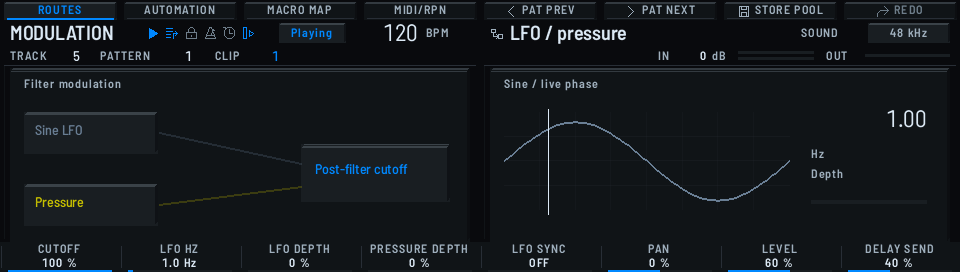 ROUTES AUTOMATION MACRO MAP MIDI/RPN PAT PREV PAT NEXT STORE POOL REDO
MODULATION Playing 120 BPM LFO / pressure SOUND 48 kHz
TRACK 5 PATTERN 1 CLIP 1 IN 0 dB OUT
Filter modulation
Sine LFO
Post-filter cutoff
Pressure
Sine / live phase
1.00
Hz
Depth
CUTOFF LFO HZ LFO DEPTH PRESSURE DEPTH LFO SYNC PAN LEVEL DELAY SEND
100 % 1.0 Hz 0 % 0 % OFF 0 % 60 % 40 %